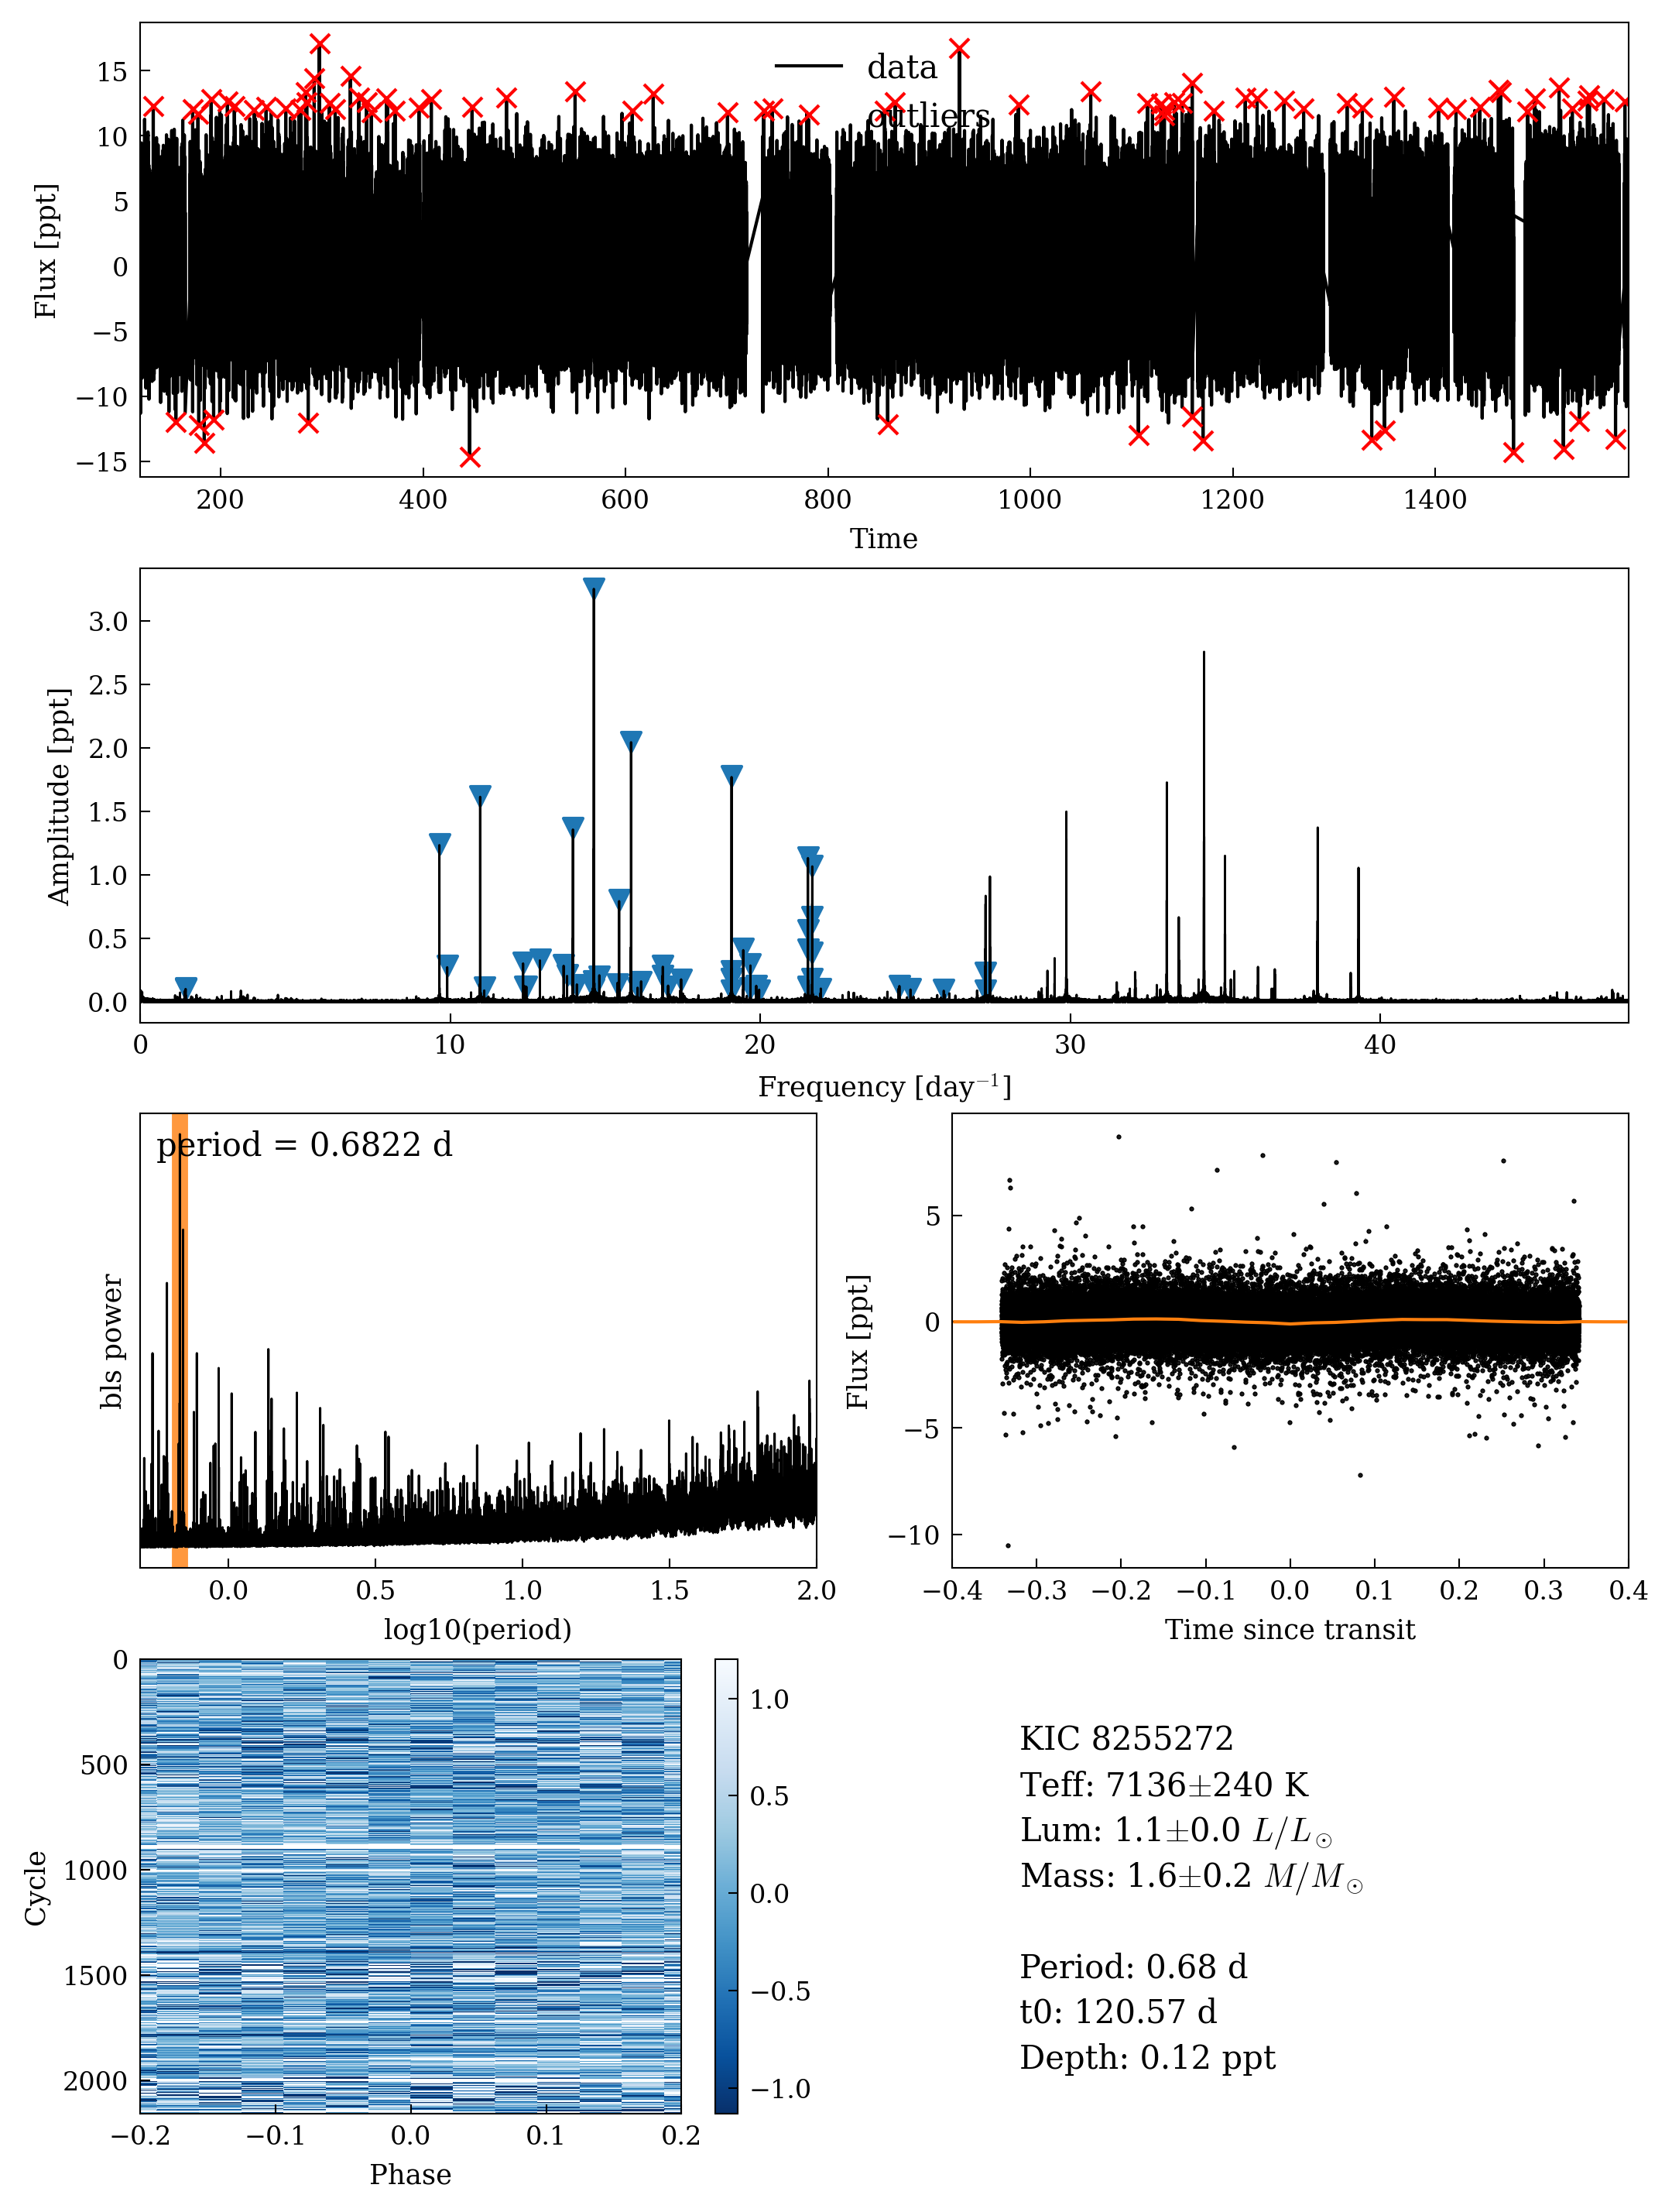 15
10
5
0
−5
−10
−15
Flux [ppt]
data
outliers
200
400
600
800
1000
1200
1400
Time
3.0
2.5
2.0
1.5
1.0
0.5
0.0
Amplitude [ppt]
0
10
20
30
40
Frequency [day⁻¹]
period = 0.6822 d
bls power
0.0
0.5
1.0
1.5
2.0
log10(period)
5
0
−5
−10
Flux [ppt]
−0.4
−0.3
−0.2
−0.1
0.0
0.1
0.2
0.3
0.4
Time since transit
0
500
1000
1500
2000
Cycle
−0.2
−0.1
0.0
0.1
0.2
Phase
1.0
0.5
0.0
−0.5
−1.0
KIC 8255272
Teff: 7136±240 K
Lum: 1.1±0.0 L/L☉
Mass: 1.6±0.2 M/M☉
Period: 0.68 d
t0: 120.57 d
Depth: 0.12 ppt